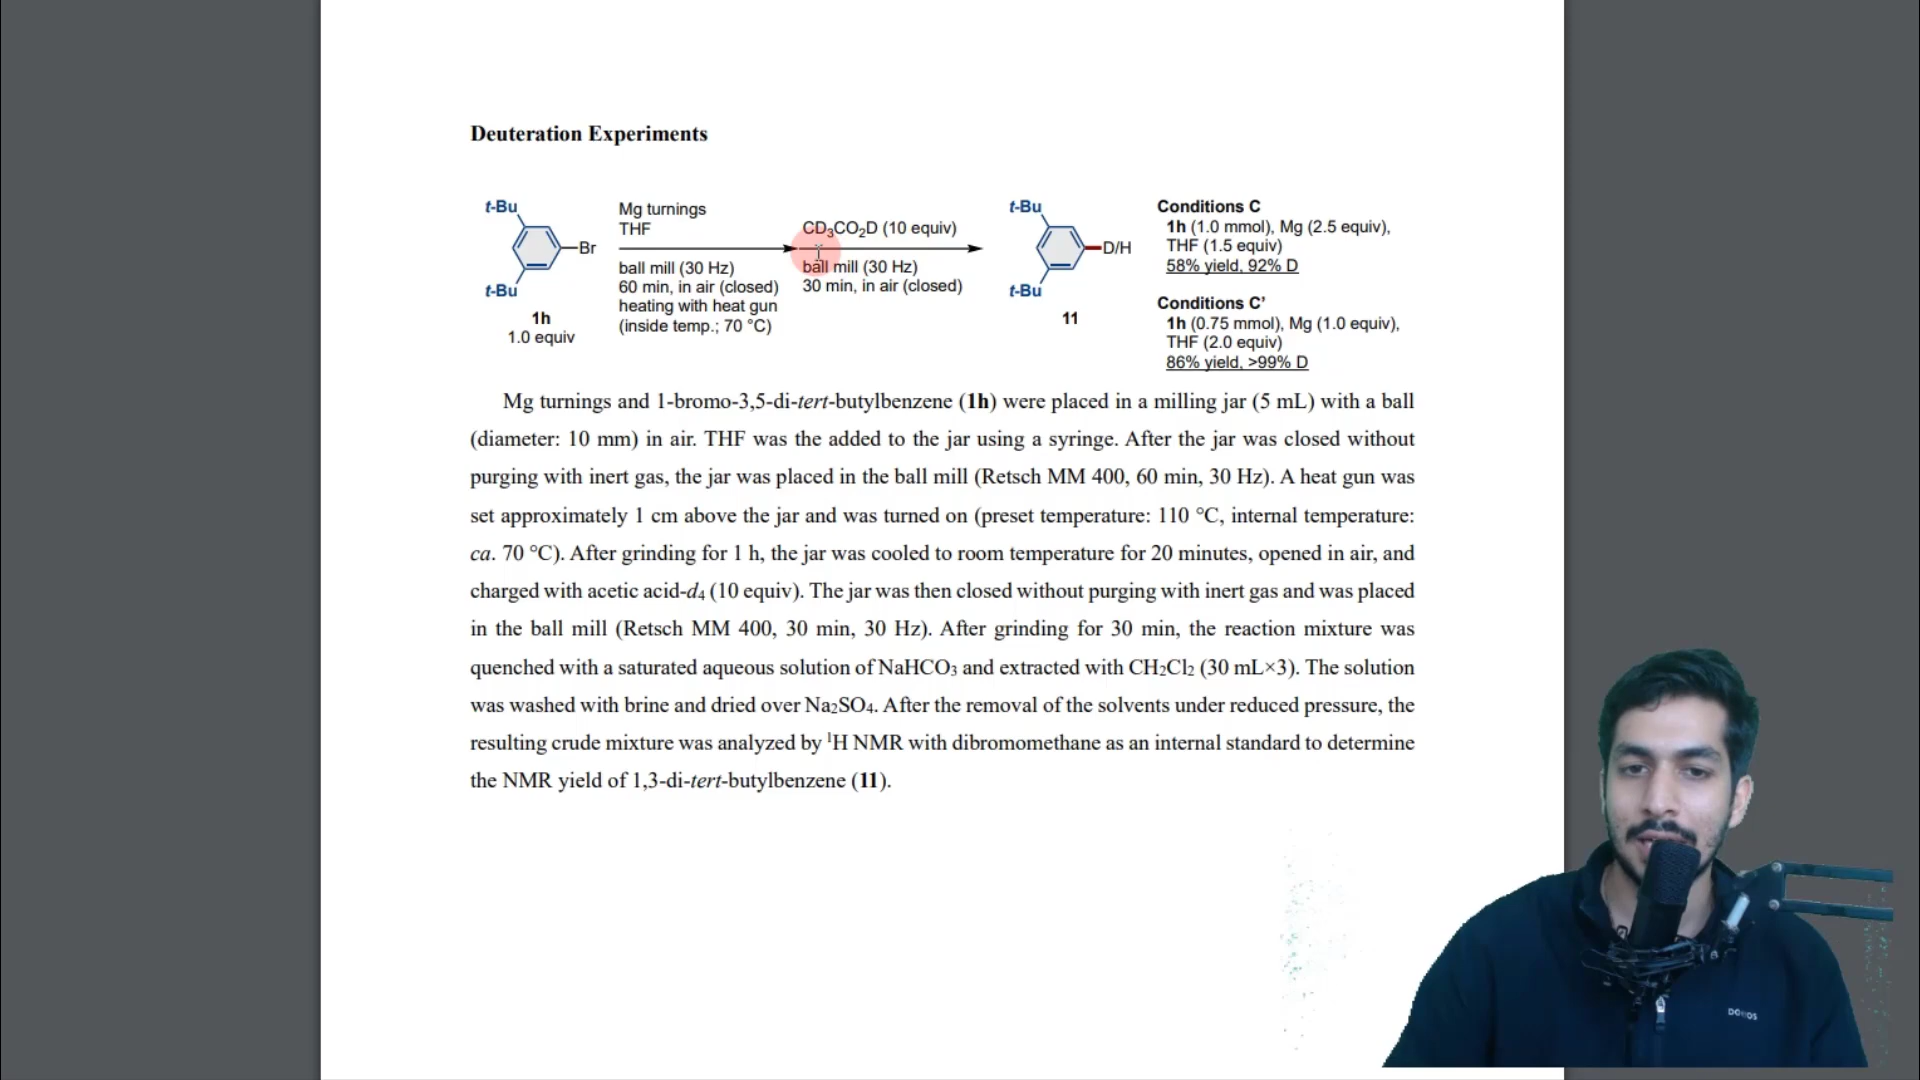 Deuteration Experiments
t-Bu
Br
t-Bu
1h
1.0 equiv
Mg turnings
THF
ball mill (30 Hz)
60 min, in air (closed)
heating with heat gun
(inside temp.; 70 °C)
CD₃CO₂D (10 equiv)
ball mill (30 Hz)
30 min, in air (closed)
t-Bu
D/H
t-Bu
11
Conditions C
1h (1.0 mmol), Mg (2.5 equiv),
THF (1.5 equiv)
58% yield, 92% D
Conditions C’
1h (0.75 mmol), Mg (1.0 equiv),
THF (2.0 equiv)
86% yield, >99% D
Mg turnings and 1-bromo-3,5-di-tert-butylbenzene (1h) were placed in a milling jar (5 mL) with a ball
(diameter: 10 mm) in air. THF was the added to the jar using a syringe. After the jar was closed without
purging with inert gas, the jar was placed in the ball mill (Retsch MM 400, 60 min, 30 Hz). A heat gun was
set approximately 1 cm above the jar and was turned on (preset temperature: 110 °C, internal temperature:
ca. 70 °C). After grinding for 1 h, the jar was cooled to room temperature for 20 minutes, opened in air, and
charged with acetic acid-d₄ (10 equiv). The jar was then closed without purging with inert gas and was placed
in the ball mill (Retsch MM 400, 30 min, 30 Hz). After grinding for 30 min, the reaction mixture was
quenched with a saturated aqueous solution of NaHCO₃ and extracted with CH₂Cl₂ (30 mL×3). The solution
was washed with brine and dried over Na₂SO₄. After the removal of the solvents under reduced pressure, the
resulting crude mixture was analyzed by ¹H NMR with dibromomethane as an internal standard to determine
the NMR yield of 1,3-di-tert-butylbenzene (11).